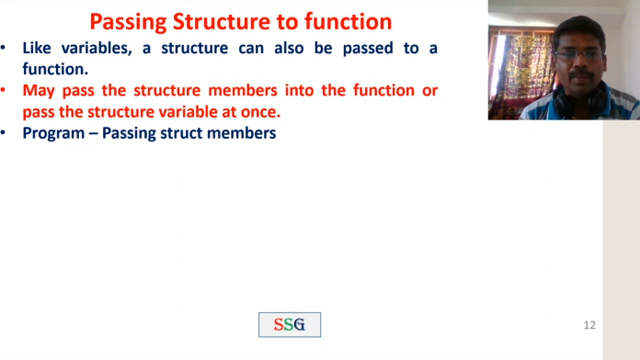 Passing Structure to function
• Like variables, a structure can also be passed to a
function.
• May pass the structure members into the function or
pass the structure variable at once.
• Program – Passing struct members
SSG
12